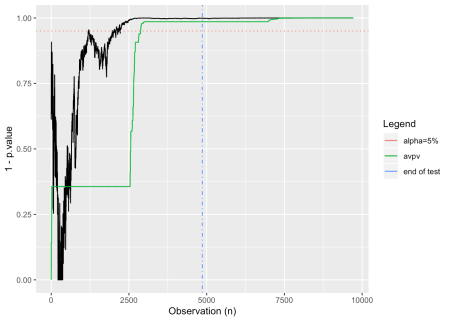 1.00
0.75
0.50
0.25
0.00
1 - p.value
0
2500
5000
7500
10000
Observation (n)
Legend
alpha=5%
avpv
end of test